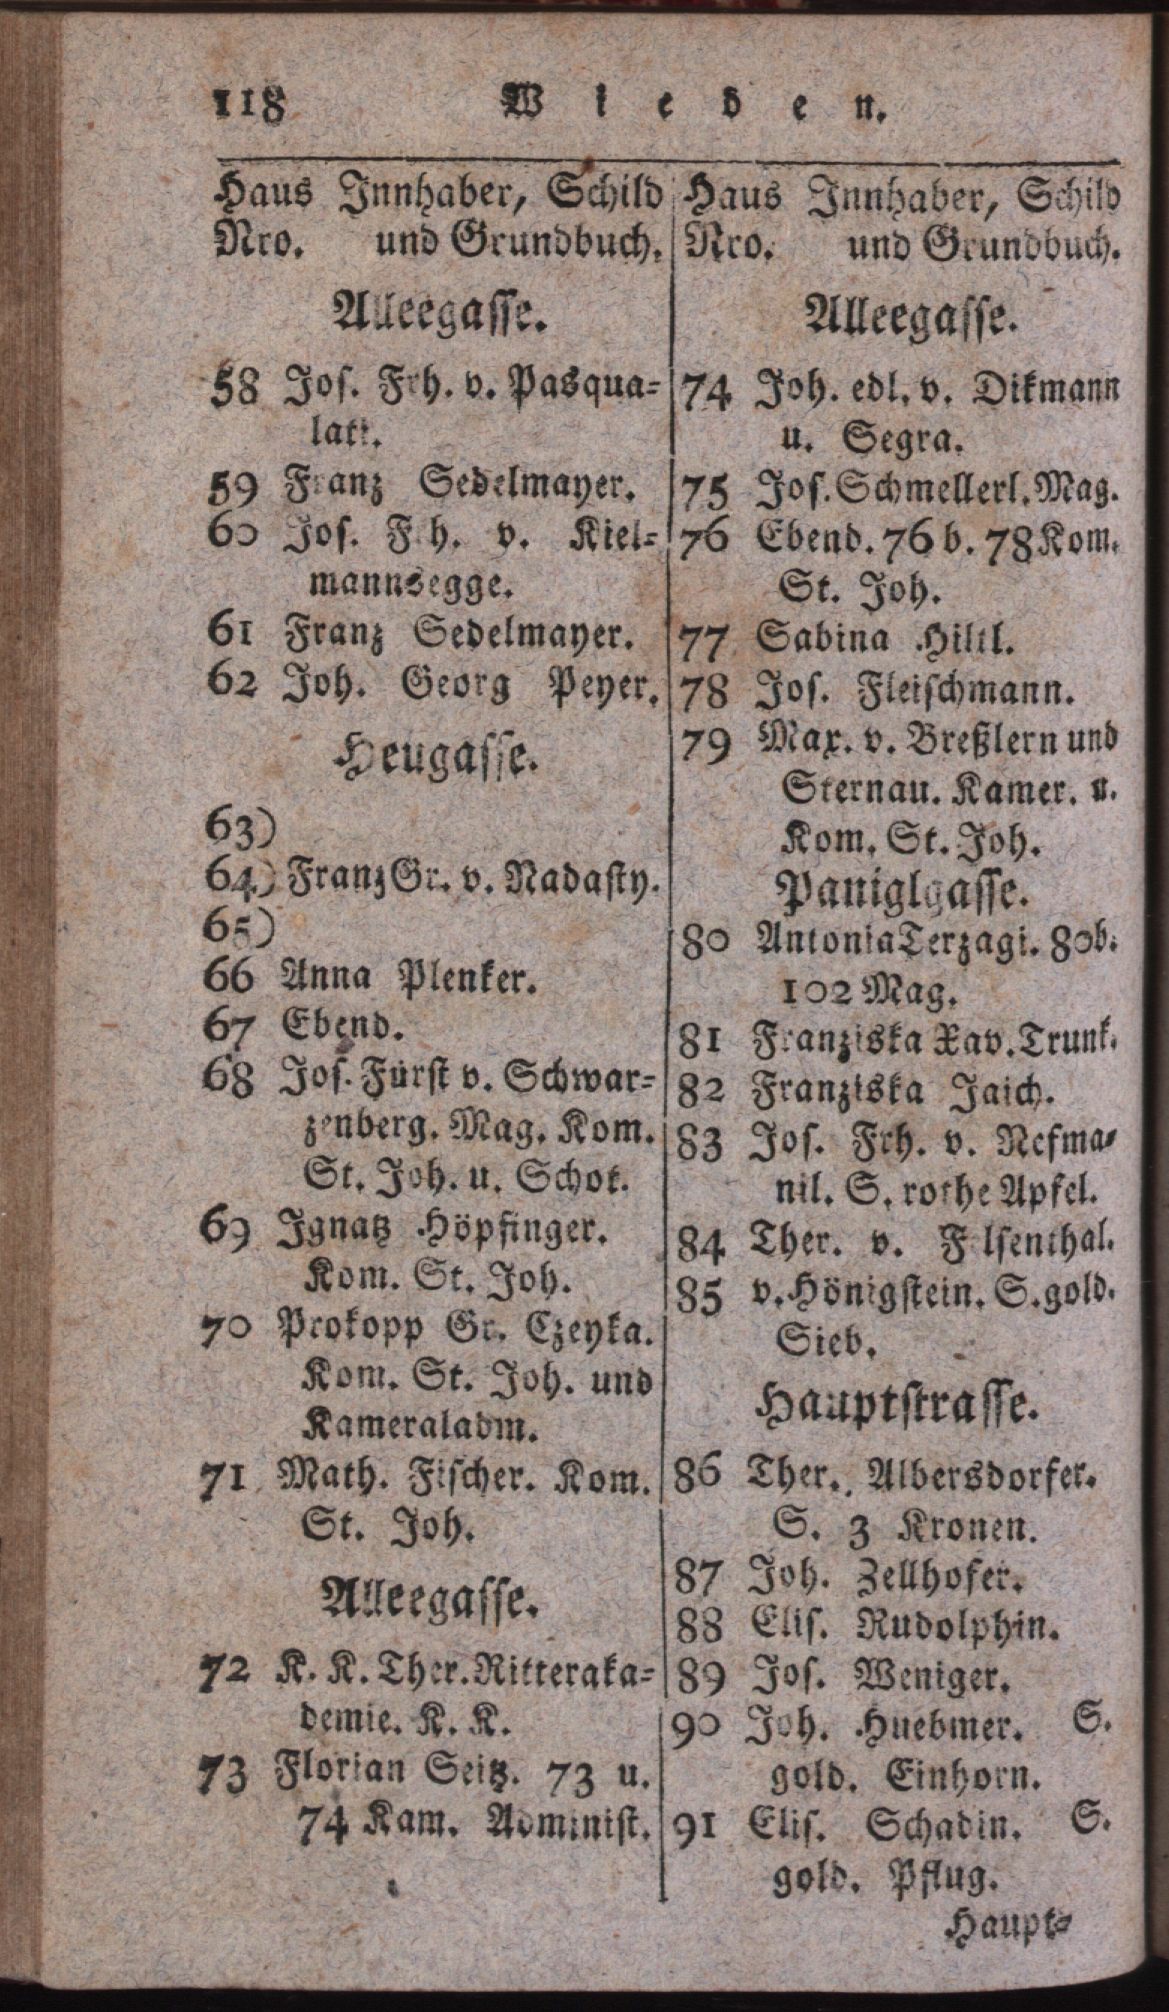 118 Wieden.
Haus Innhaber, Schild
Nro. und Grundbuch.
Alleegasse.
58 Jos. Frh. v. Pasqua-
lati.
59 Franz Sedelmayer.
60 Jos. Frh. v. Kiel-
mannsegge.
61 Franz Sedelmayer.
62 Joh. Georg Peyer.
Heugasse.
63)
64) Franz Gr. v. Nadasty.
65)
66 Anna Plenker.
67 Ebend.
68 Jos. Fürst v. Schwar-
zenberg. Mag. Kom.
St. Joh. u. Schot.
69 Ignatz Höpfinger.
Kom. St. Joh.
70 Prokopp Gr. Czeyka.
Kom. St. Joh. und
Kameraladm.
71 Math. Fischer. Kom.
St. Joh.
Alleegasse.
72 K. K. Ther. Ritteraka-
demie. K. K.
73 Florian Seitz. 73 u.
74 Kam. Administ.
Haus Innhaber, Schild
Nro. und Grundbuch.
Alleegasse.
74 Joh. edl. v. Dikmann
u. Segra.
75 Jos. Schmellerl. Mag.
76 Ebend. 76 b. 78 Kom.
St. Joh.
77 Sabina Hiltl.
78 Jos. Fleischmann.
79 Max. v. Breßlern und
Sternau. Kamer. u.
Kom. St. Joh.
Paniglgasse.
80 Antonia Terzagi. 80b.
102 Mag.
81 Franziska Xav. Trunk.
82 Franziska Jaich.
83 Jos. Frh. v. Nefma-
nil. S. rothe Apfel.
84 Ther. v. Flsenthal.
85 v. Hönigstein. S. gold.
Sieb.
Hauptstrasse.
86 Ther. Albersdorfer.
S. 3 Kronen.
87 Joh. Zellhofer.
88 Elis. Rudolphin.
89 Jos. Weniger.
90 Joh. Huebmer. S.
gold. Einhorn.
91 Elis. Schadin. S.
gold. Pflug.
Haupt-